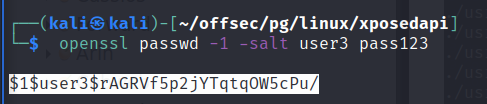 ┌──(kali㉿kali)-[~/offsec/pg/linux/xposedapi]
└─$ openssl passwd -1 -salt user3 pass123
$1$user3$rAGRVf5p2jYTqtqOW5cPu/